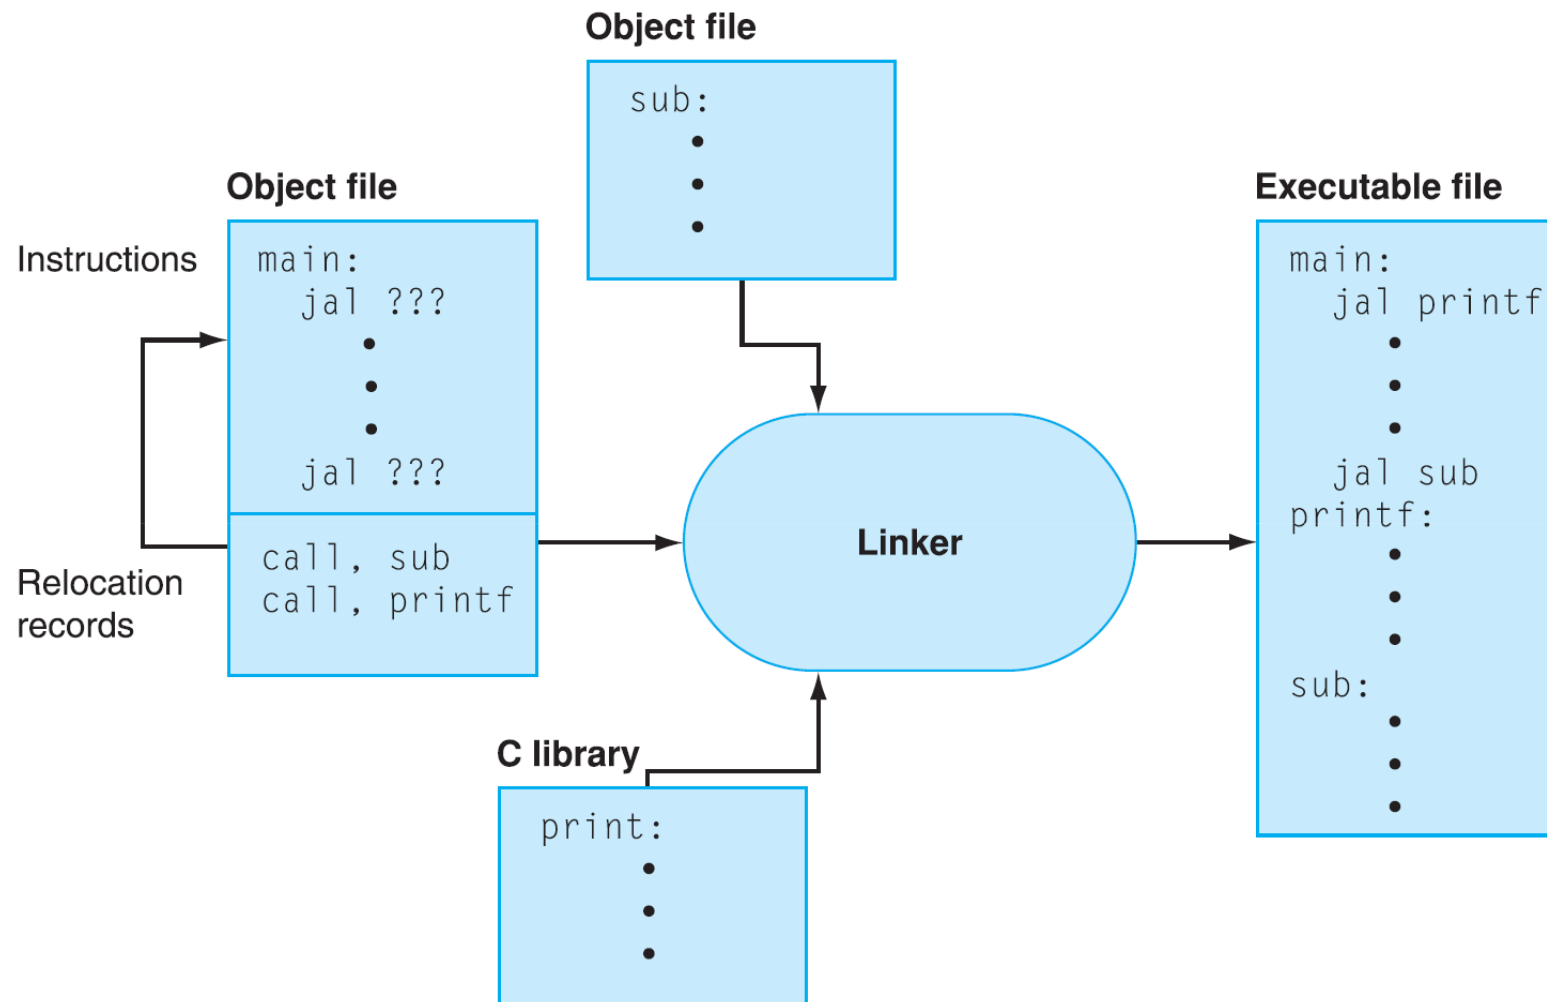 Object file
sub:
Object file
Instructions
main:
jal ???
jal ???
Relocation
records
call, sub
call, printf
Linker
C library
print:
Executable file
main:
jal printf
jal sub
printf:
sub: